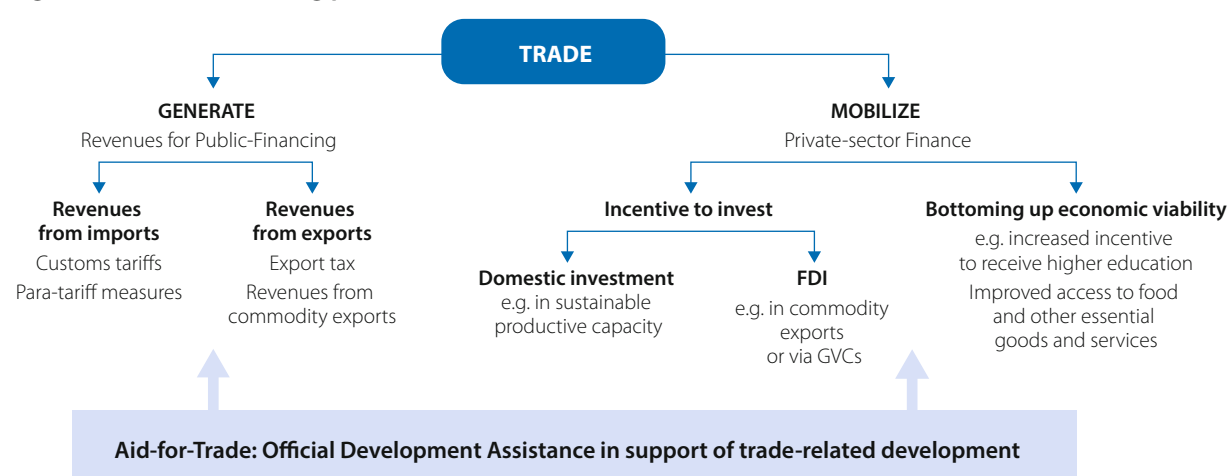 TRADE
GENERATE
Revenues for Public-Financing
MOBILIZE
Private-sector Finance
Revenues
from imports
Customs tariffs
Para-tariff measures
Revenues
from exports
Export tax
Revenues from
commodity exports
Incentive to invest
Domestic investment
e.g. in sustainable
productive capacity
FDI
e.g. in commodity
exports
or via GVCs
Bottoming up economic viability
e.g. increased incentive
to receive higher education
Improved access to food
and other essential
goods and services
Aid-for-Trade: Official Development Assistance in support of trade-related development